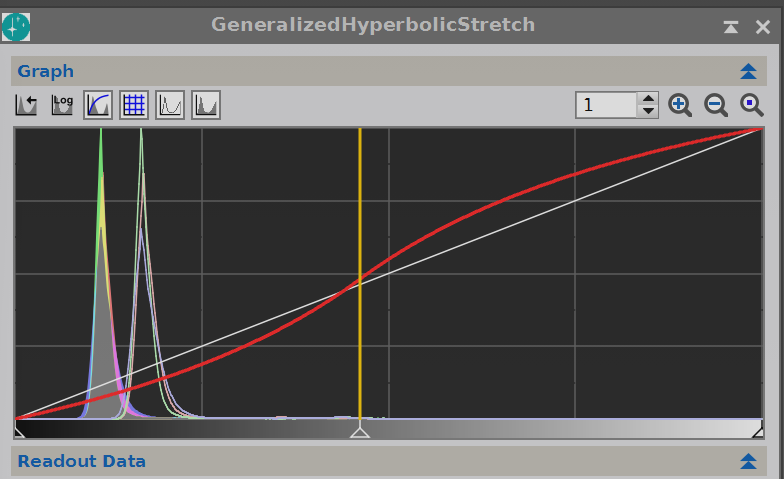 GeneralizedHyperbolicStretch
Graph
Log
1
Readout Data